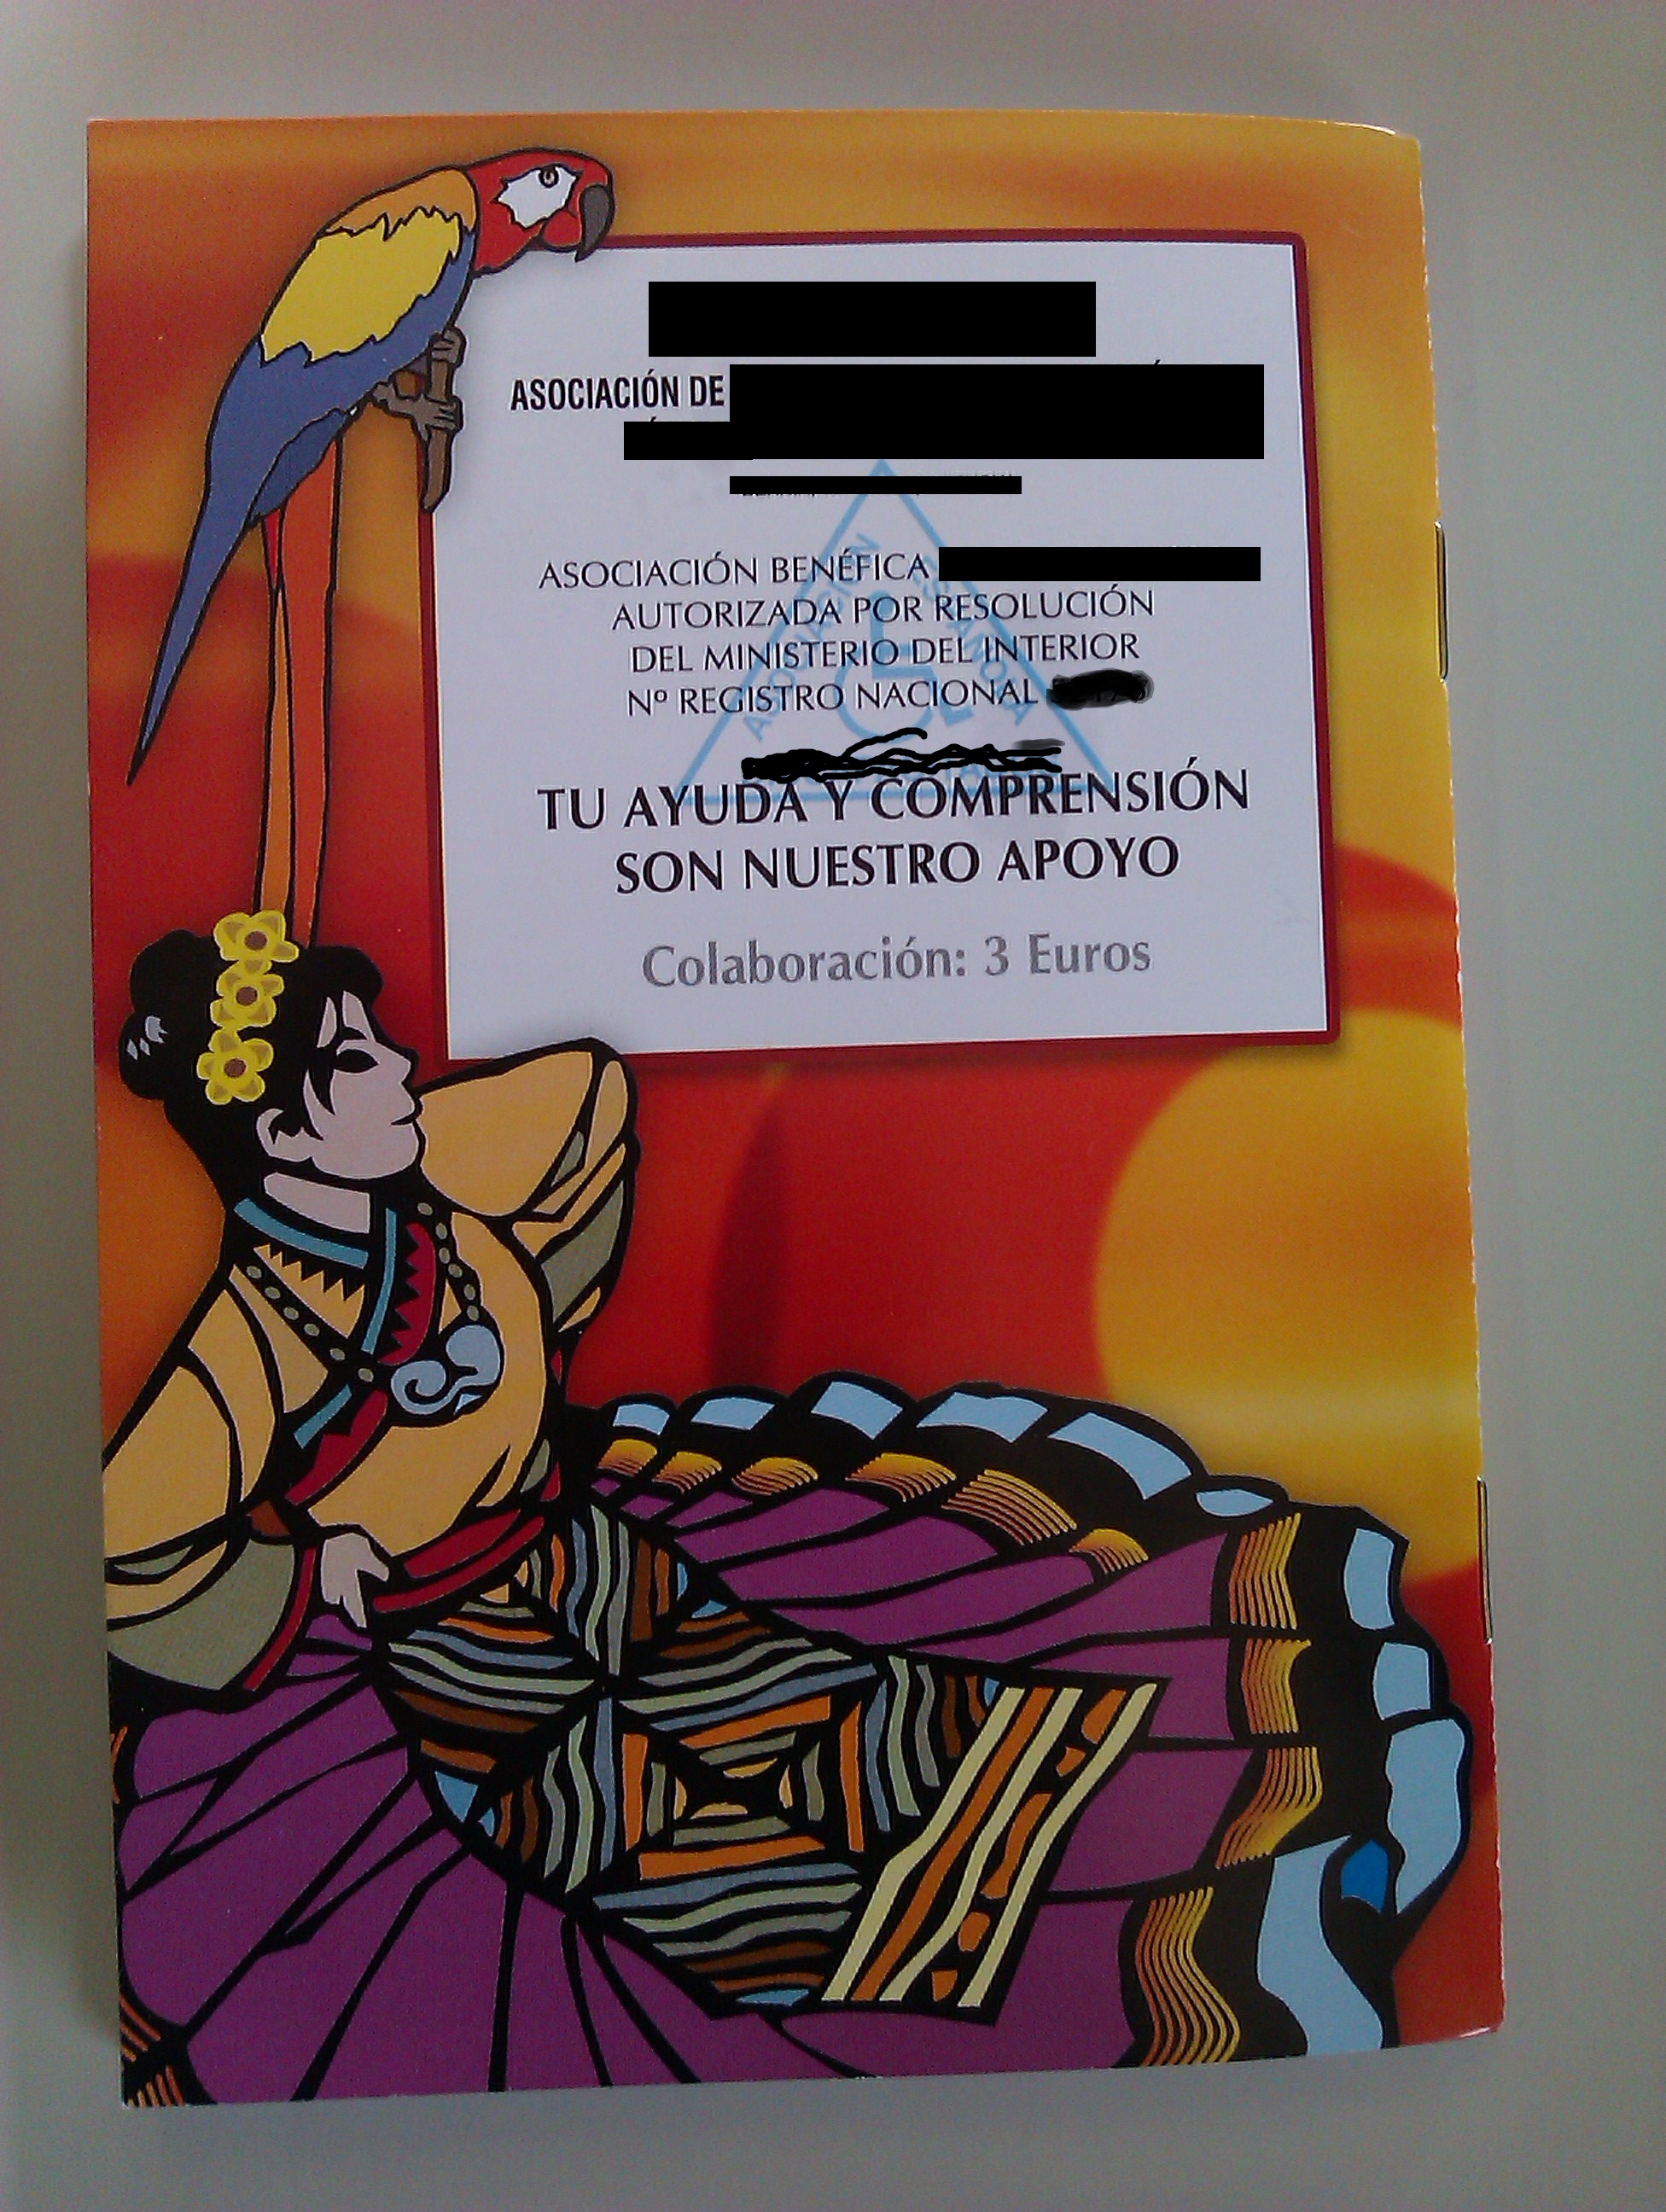 ASOCIACIÓN DE
ASOCIACIÓN BENÉFICA
AUTORIZADA POR RESOLUCIÓN
DEL MINISTERIO DEL INTERIOR
Nº REGISTRO NACIONAL
TU AYUDA Y COMPRENSIÓN
SON NUESTRO APOYO
Colaboración: 3 Euros
ASOCIACIÓN